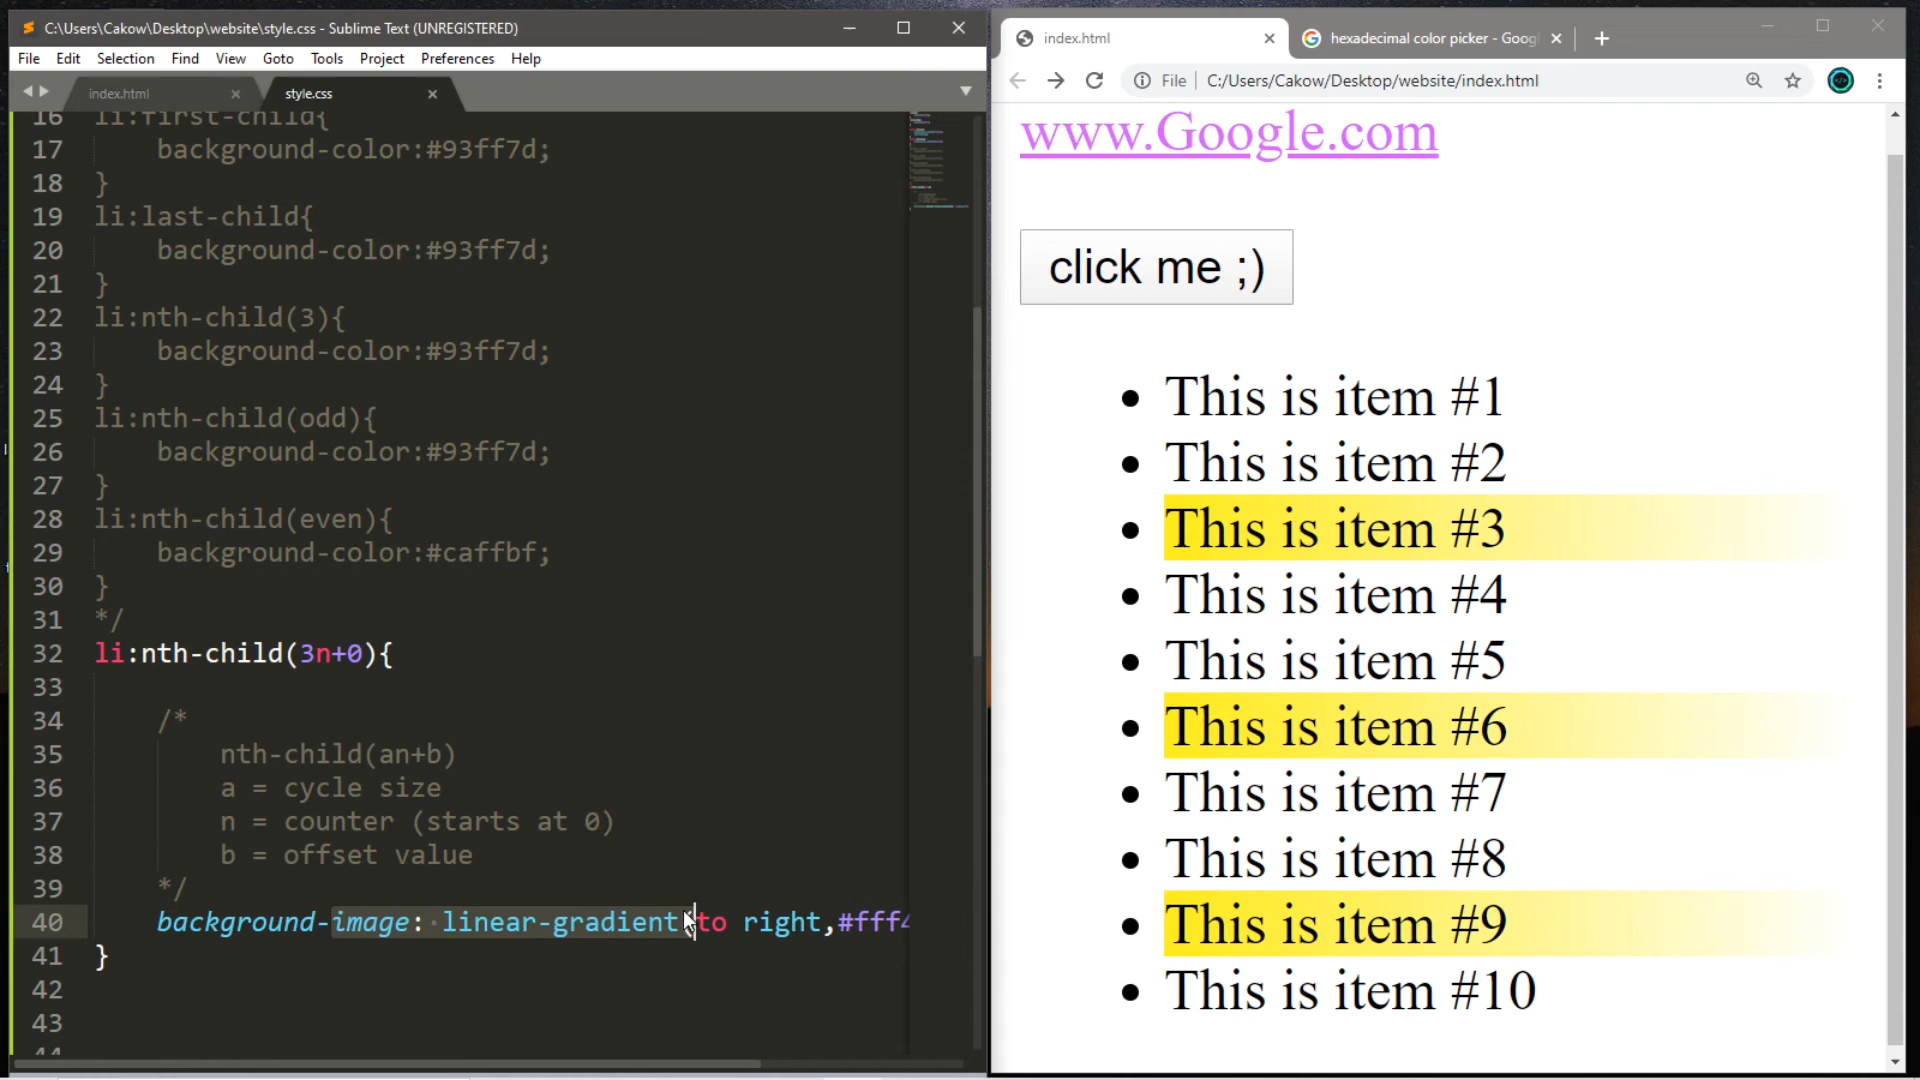 C:\Users\Cakow\Desktop\website\style.css - Sublime Text (UNREGISTERED)
File Edit Selection Find View Goto Tools Project Preferences Help
index.html
style.css
16 li:first-child{
17 background-color:#93ff7d;
18 }
19 li:last-child{
20 background-color:#93ff7d;
21 }
22 li:nth-child(3){
23 background-color:#93ff7d;
24 }
25 li:nth-child(odd){
26 background-color:#93ff7d;
27 }
28 li:nth-child(even){
29 background-color:#caffbf;
30 }
31 */
32 li:nth-child(3n+0){
33
34 /*
35 nth-child(an+b)
36 a = cycle size
37 n = counter (starts at 0)
38 b = offset value
39 */
40 background-image: linear-gradient(to right,#fff4
41 }
42
43
44
index.html
hexadecimal color picker - Goog
File C:/Users/Cakow/Desktop/website/index.html
www.Google.com
click me ;)
• This is item #1
• This is item #2
• This is item #3
• This is item #4
• This is item #5
• This is item #6
• This is item #7
• This is item #8
• This is item #9
• This is item #10